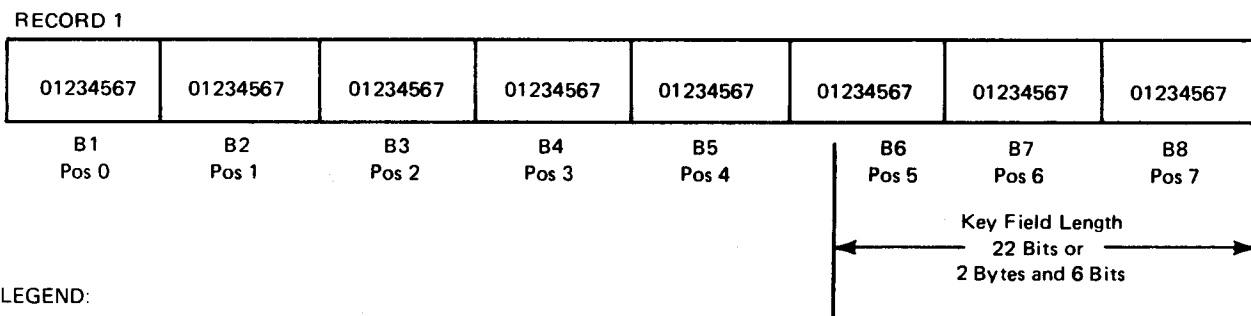 RECORD 1
01234567 01234567 01234567 01234567 01234567 01234567 01234567 01234567
B1 B2 B3 B4 B5 B6 B7 B8
Pos 0 Pos 1 Pos 2 Pos 3 Pos 4 Pos 5 Pos 6 Pos 7
Key Field Length
22 Bits or
2 Bytes and 6 Bits
LEGEND: